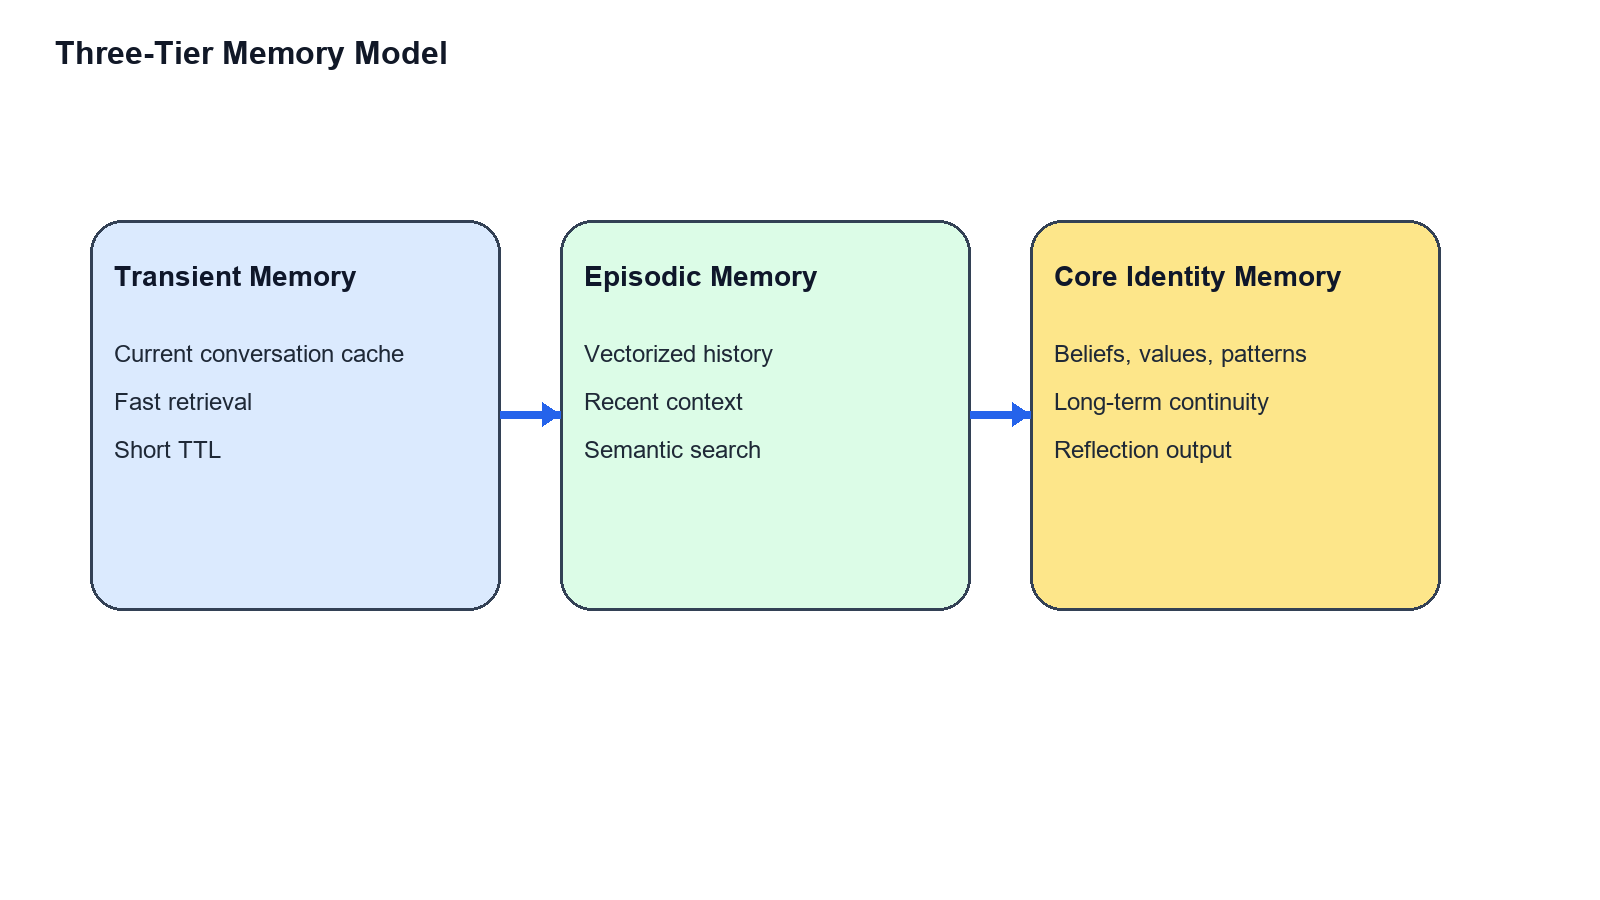 Three-Tier Memory Model
Transient Memory
Current conversation cache
Fast retrieval
Short TTL
Episodic Memory
Vectorized history
Recent context
Semantic search
Core Identity Memory
Beliefs, values, patterns
Long-term continuity
Reflection output